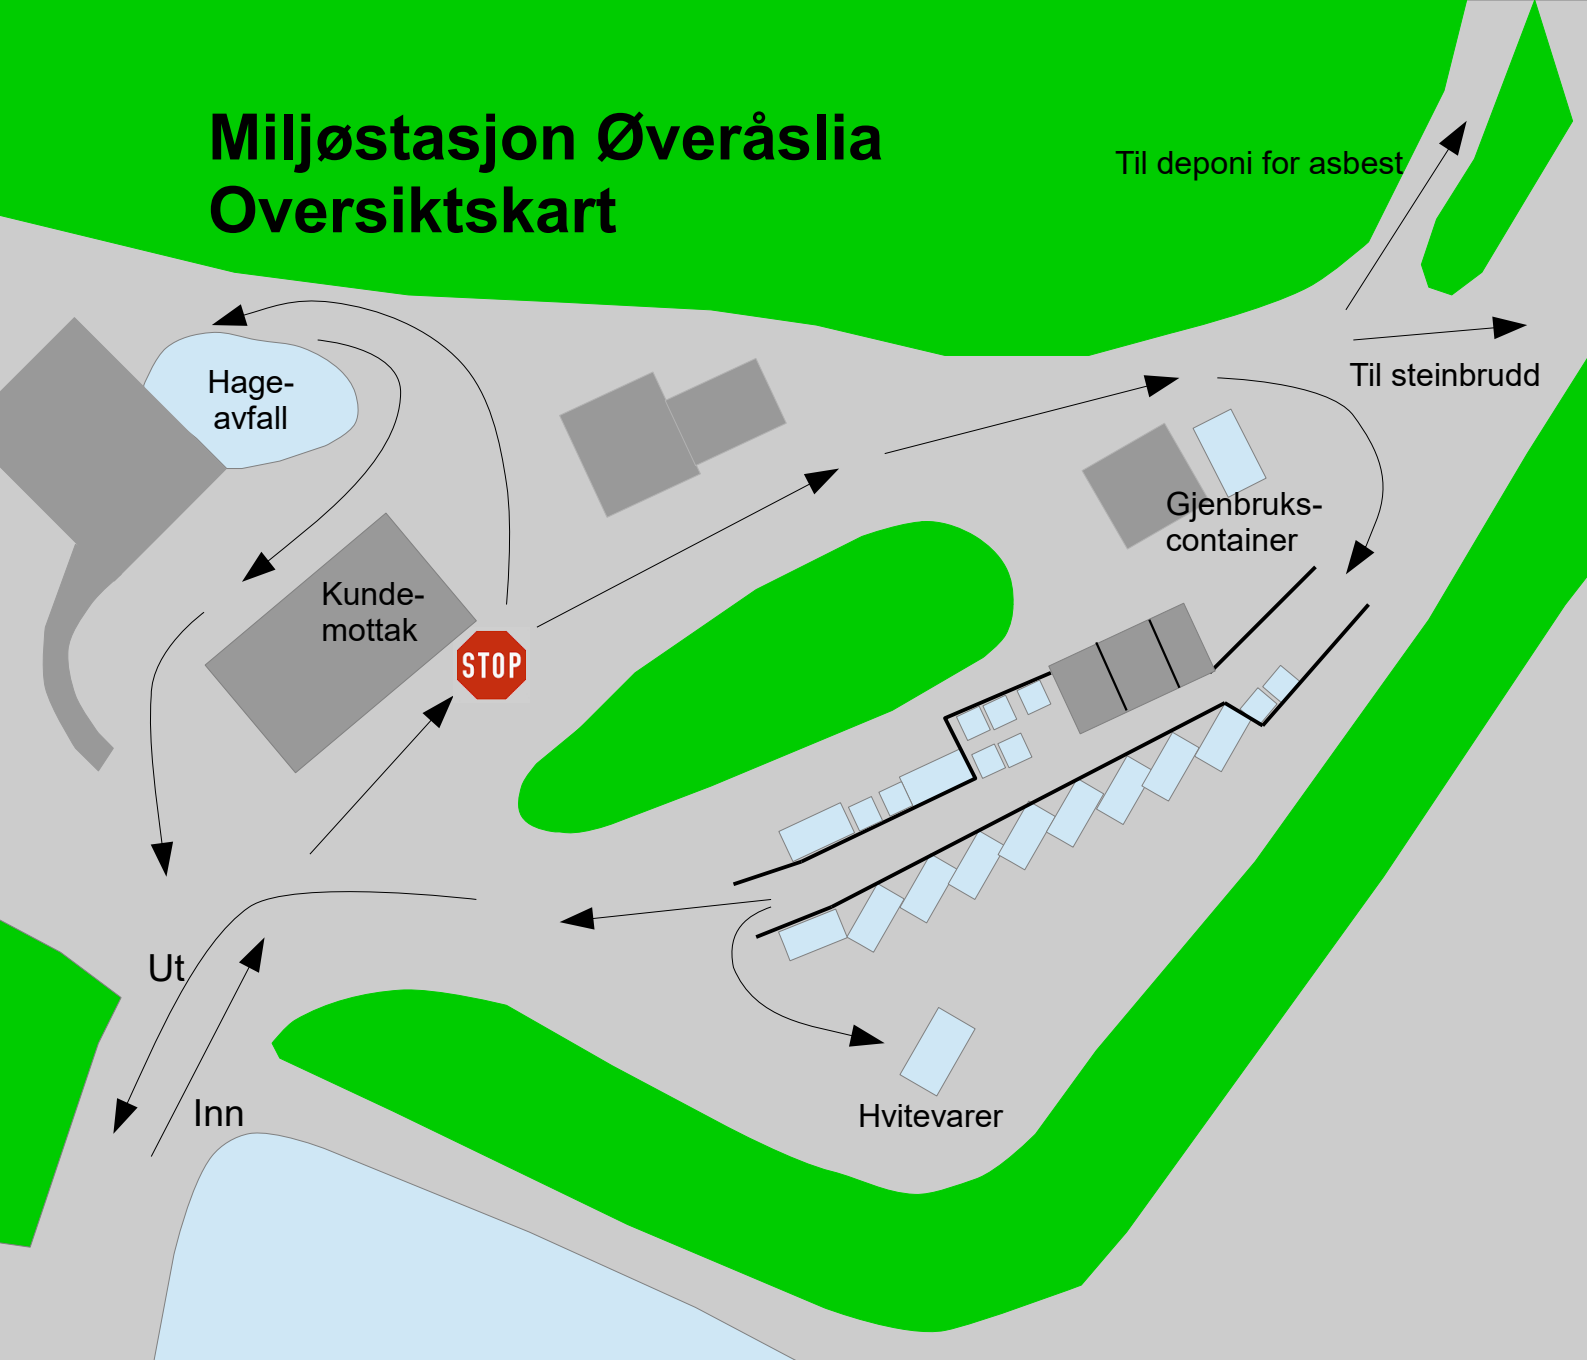 Miljøstasjon Øveråslia
Oversiktskart
Til deponi for asbest
Til steinbrudd
Hage-
avfall
Gjenbruks-
container
Kunde-
mottak
STOP
Ut
Inn
Hvitevarer